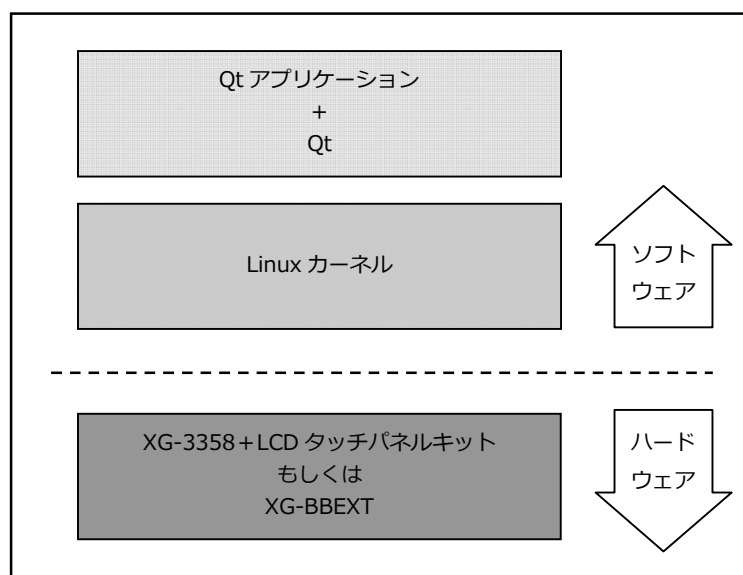 Qt アプリケーション
+
Qt
Linux カーネル
ソフト
ウェア
XG-3358+LCD タッチパネルキット
もしくは
XG-BBEXT
ハード
ウェア